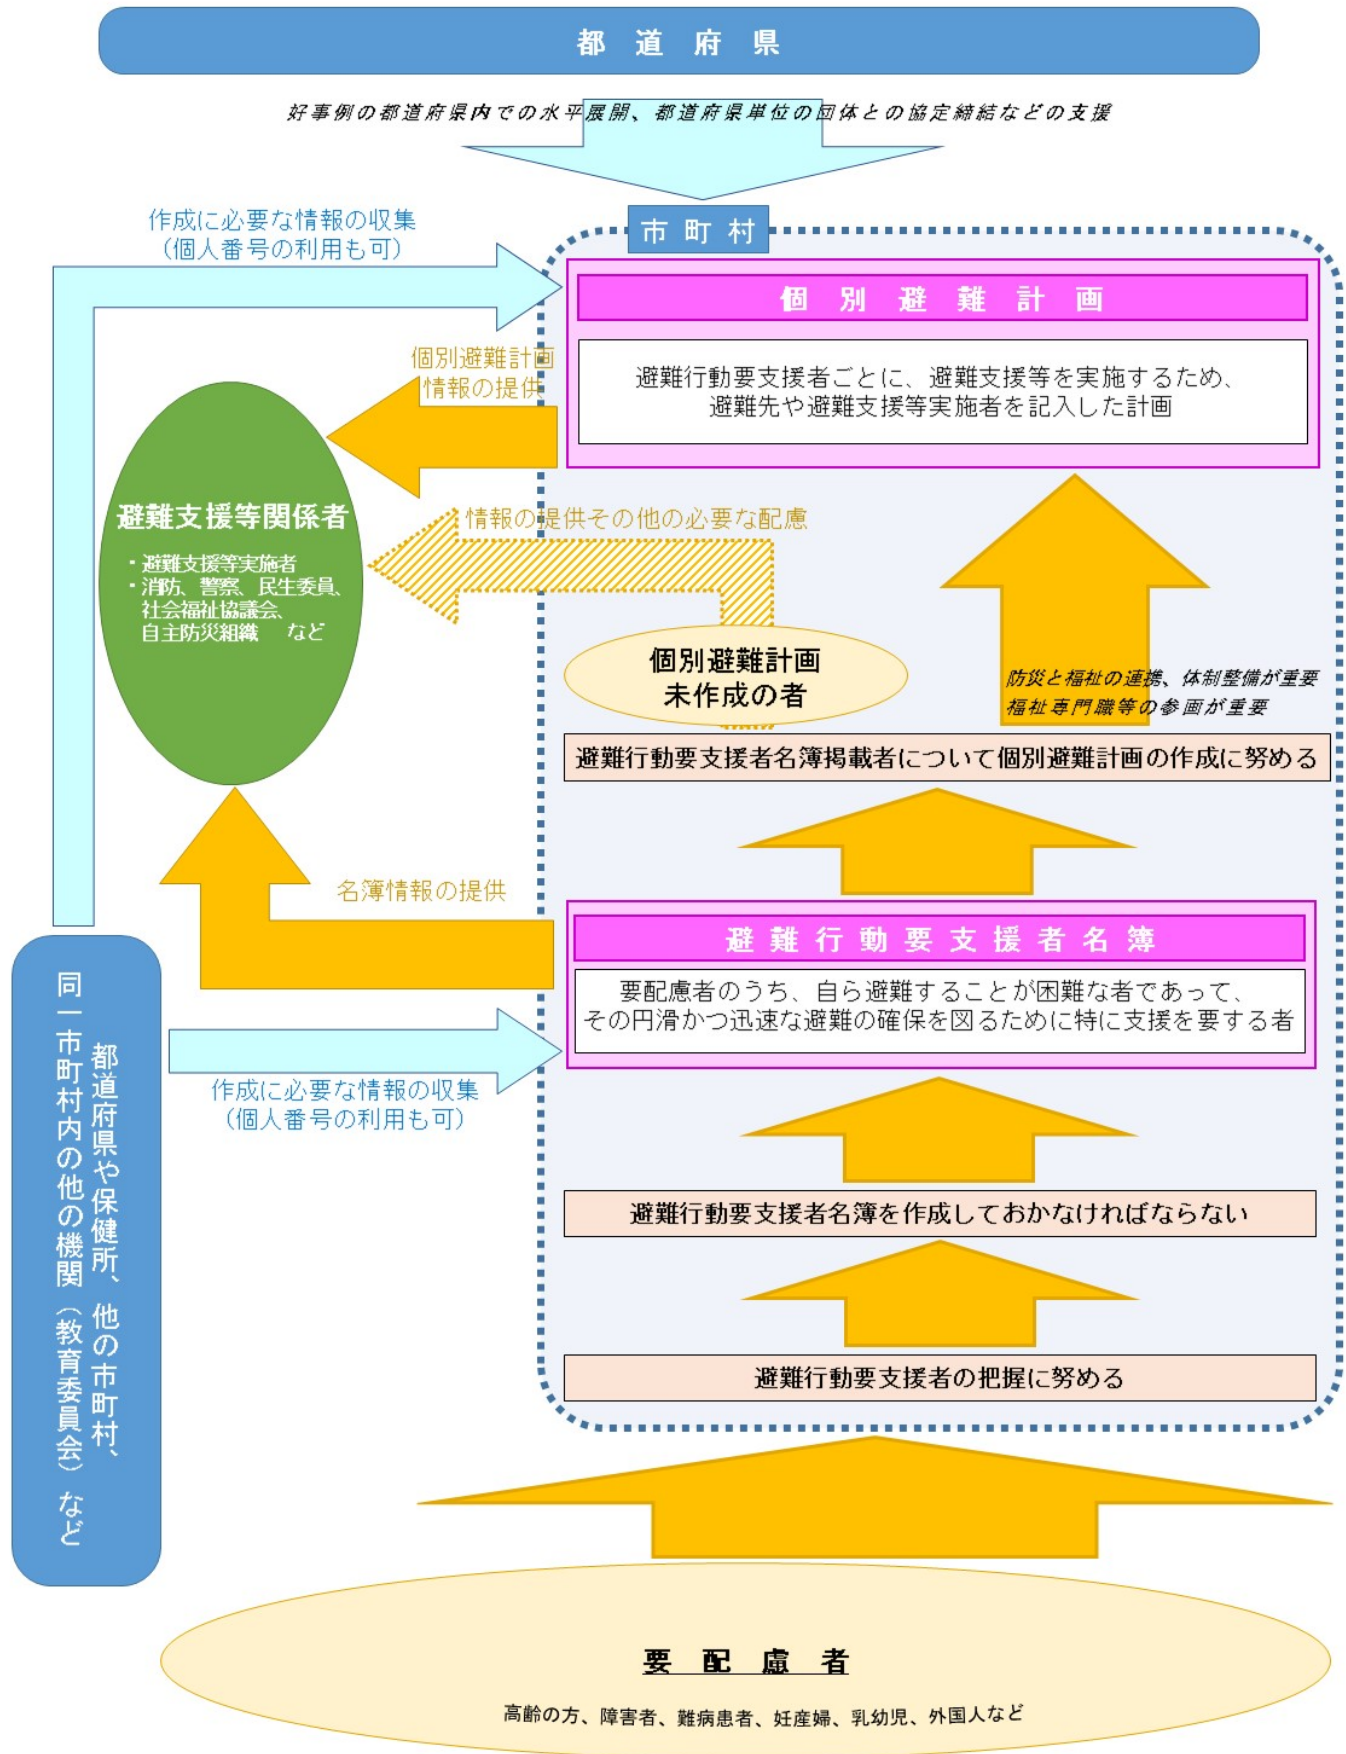 都道府県
好事例の都道府県内での水平展開、都道府県単位の団体との協定締結などの支援
市町村
作成に必要な情報の収集
(個人番号の利用も可)
個別避難計画
避難行動要支援者ごとに、避難支援等を実施するため、
避難先や避難支援等実施者を記入した計画
個別避難計画
情報の提供
避難支援等関係者
・避難支援等実施者
・消防、警察、民生委員、
社会福祉協議会、
自主防災組織　など
情報の提供その他の必要な配慮
個別避難計画
未作成の者
防災と福祉の連携、体制整備が重要
福祉専門職等の参画が重要
避難行動要支援者名簿掲載者について個別避難計画の作成に努める
名簿情報の提供
避難行動要支援者名簿
要配慮者のうち、自ら避難することが困難な者であって、
その円滑かつ迅速な避難の確保を図るために特に支援を要する者
都道府県や保健所、他の市町村、
同一市町村内の他の機関（教育委員会）など
作成に必要な情報の収集
(個人番号の利用も可)
避難行動要支援者名簿を作成しておかなければならない
避難行動要支援者の把握に努める
要配慮者
高齢の方、障害者、難病患者、妊産婦、乳幼児、外国人など